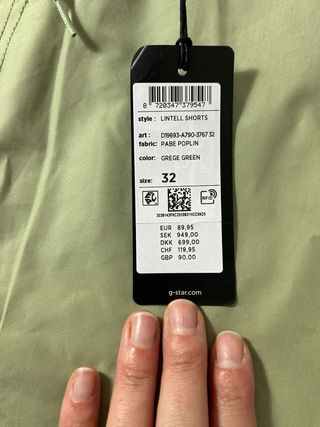 8 720347 379547
style : LINTELL SHORTS
art : D19693-A790-3767 32
fabric: PABE POPLIN
color: GREGE GREEN
size: 32
RFID
EUR 89,95
SEK 949,00
DKK 699,00
CHF 119,95
GBP 90,00
g-star.com